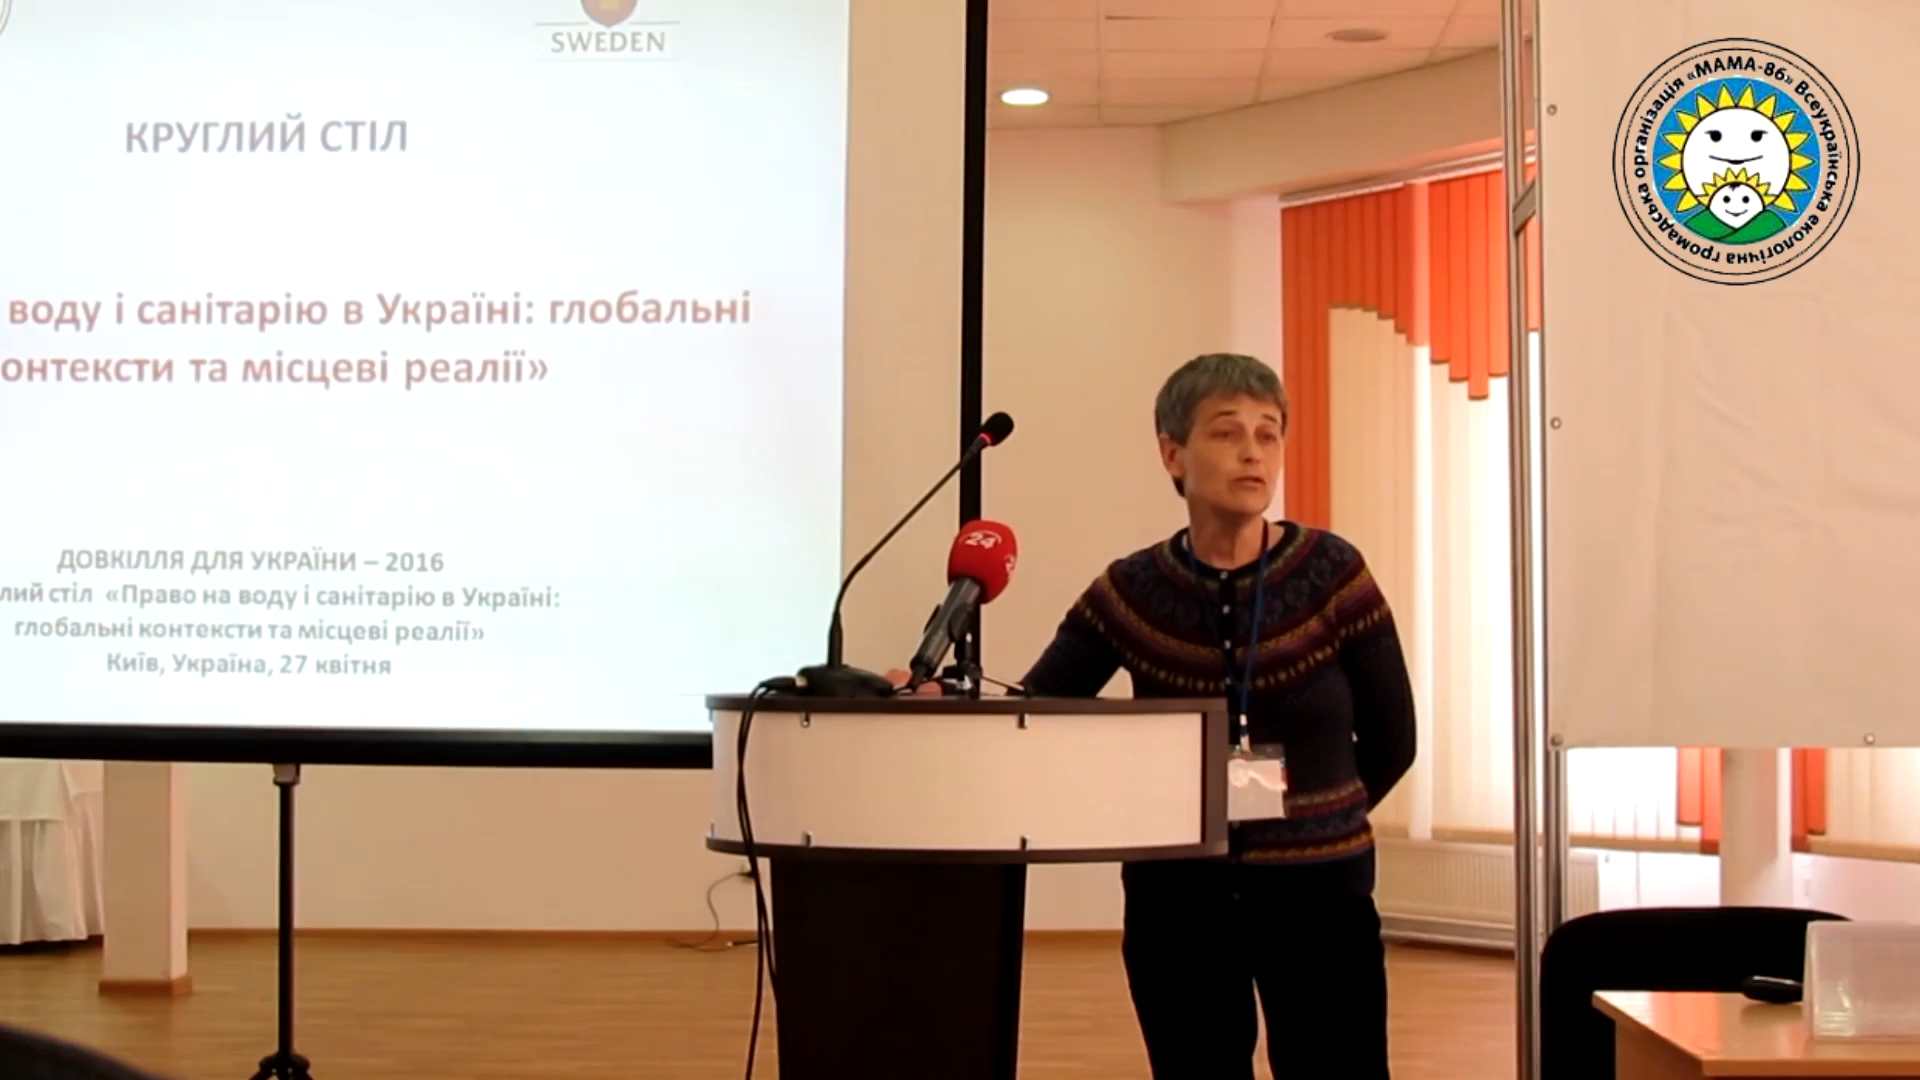 SWEDEN
КРУГЛИЙ СТІЛ
воду і санітарію в Україні: глобальні
онтексти та місцеві реалії»
ДОВКІЛЛЯ ДЛЯ УКРАЇНИ – 2016
лий стіл «Право на воду і санітарію в Україні:
глобальні контексти та місцеві реалії»
Київ, Україна, 27 квітня
24
«МАМА-86» Всеукраїнська екологічна громадська організація